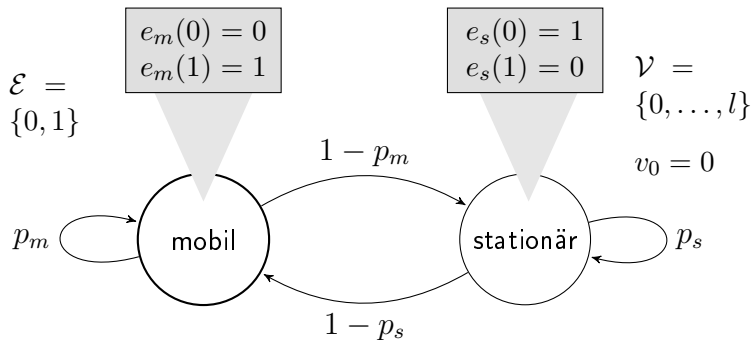 e_m(0) = 0
e_m(1) = 1
e_s(0) = 1
e_s(1) = 0
ℰ =
{0, 1}
𝒱 =
{0, . . . , l}
v_0 = 0
1 − p_m
p_m
mobil
stationär
p_s
1 − p_s